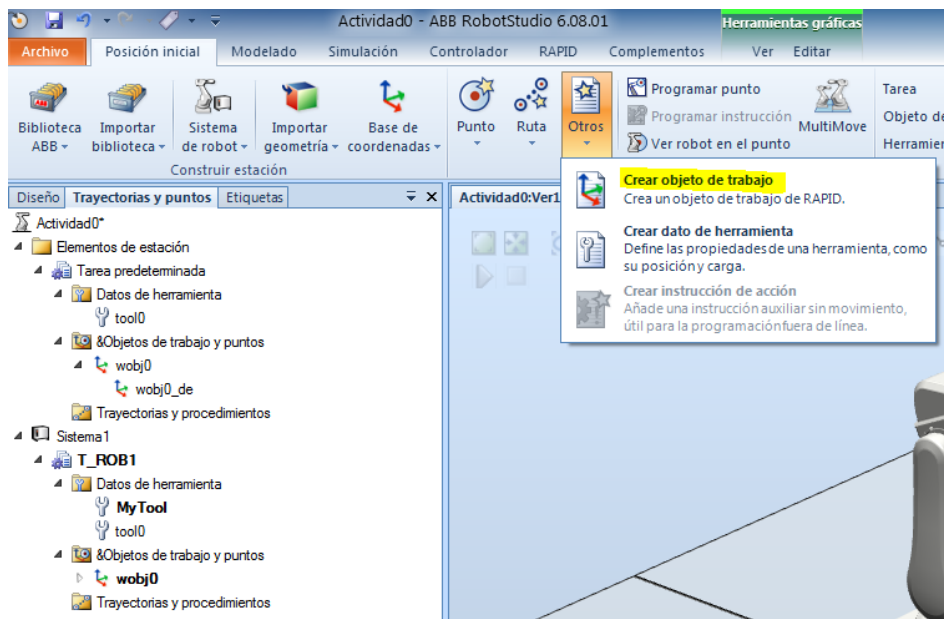 Actividad0 - ABB RobotStudio 6.08.01
Herramientas gráficas
Archivo
Posición inicial
Modelado
Simulación
Controlador
RAPID
Complementos
Ver
Editar
Biblioteca
ABB
Importar
biblioteca
Sistema
de robot
Importar
geometría
Base de
coordenadas
Construir estación
Punto
Ruta
Otros
Programar punto
Programar instrucción
Ver robot en el punto
MultiMove
Tarea
Objeto de
Herramien
Diseño
Trayectorias y puntos
Etiquetas
Actividad0:Ver1
Crear objeto de trabajo
Crea un objeto de trabajo de RAPID.
Crear dato de herramienta
Define las propiedades de una herramienta, como
su posición y carga.
Crear instrucción de acción
Añade una instrucción auxiliar sin movimiento,
útil para la programación fuera de línea.
Actividad0*
Elementos de estación
Tarea predeterminada
Datos de herramienta
tool0
&Objetos de trabajo y puntos
wobj0
wobj0_de
Trayectorias y procedimientos
Sistema1
T_ROB1
Datos de herramienta
MyTool
tool0
&Objetos de trabajo y puntos
wobj0
Trayectorias y procedimientos